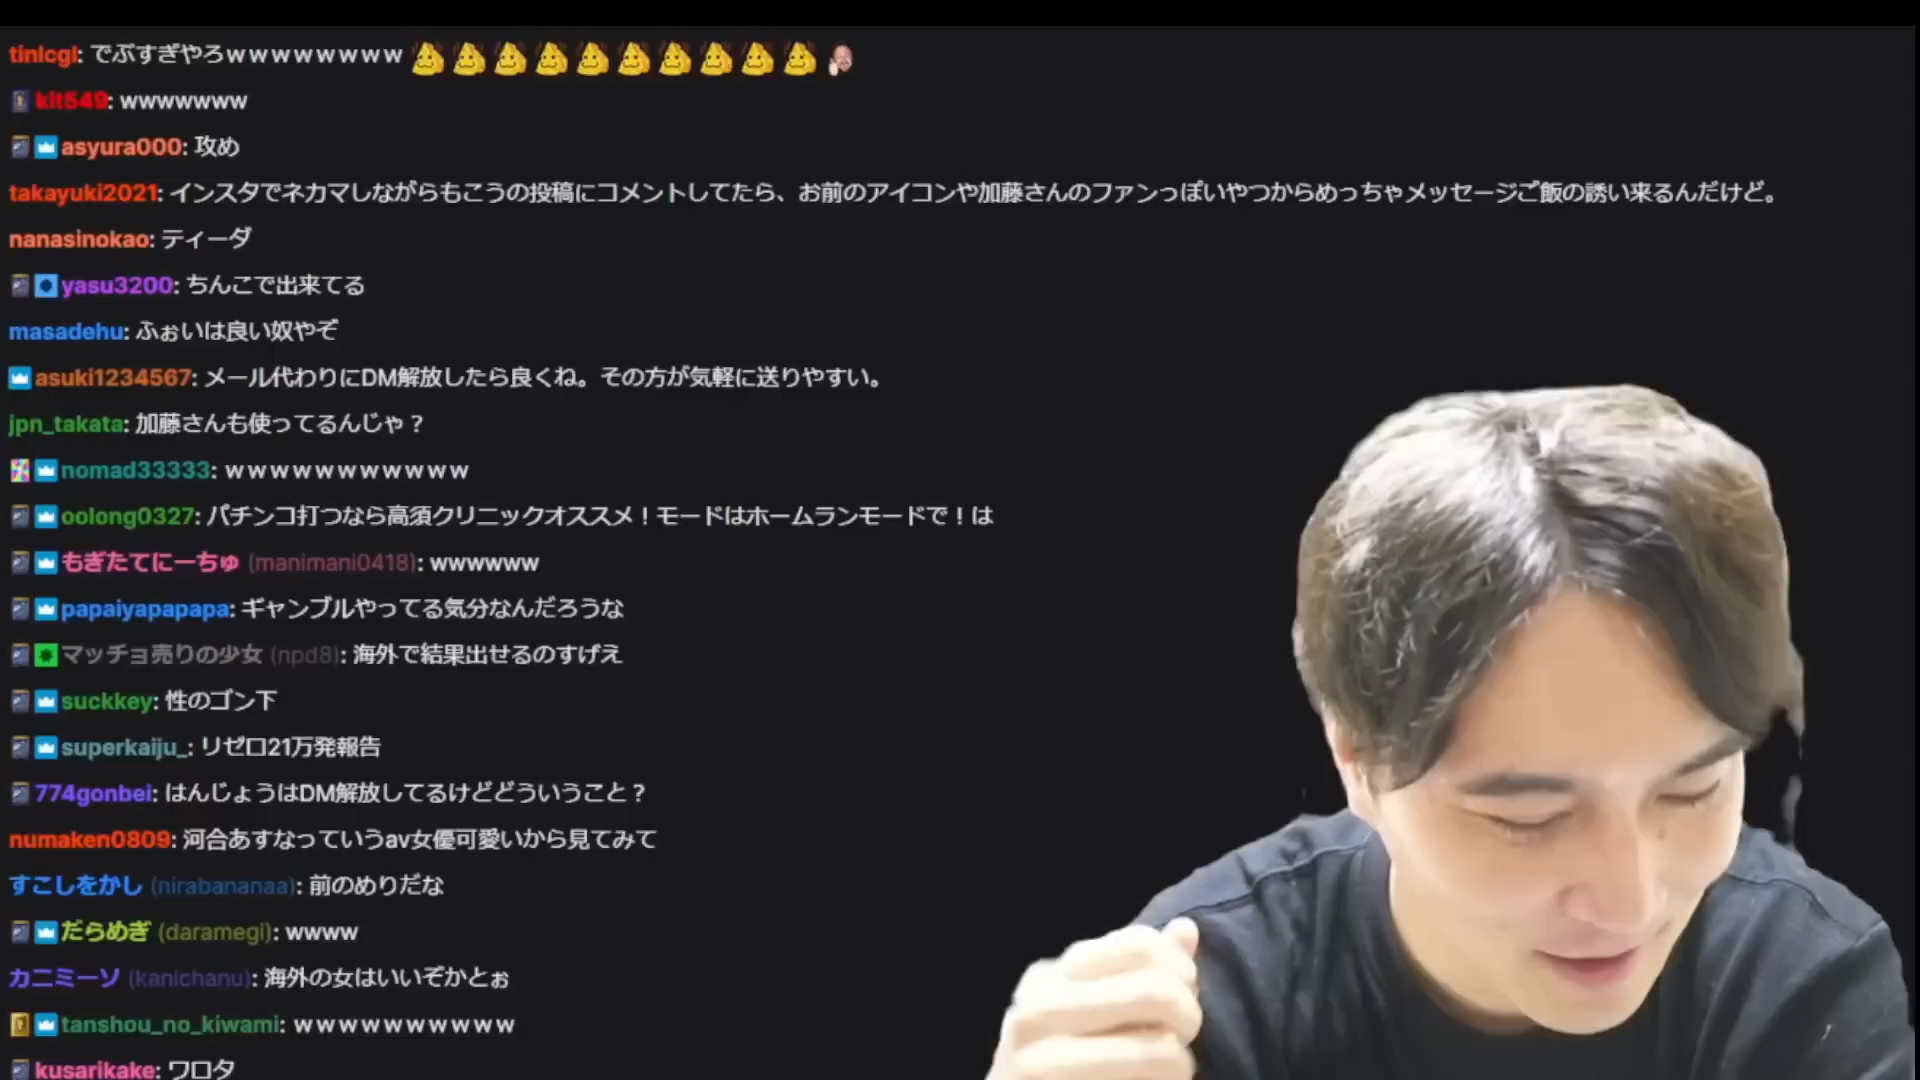 tinlcgl: でぶすぎやろｗｗｗｗｗｗｗｗ
klt549: wwwwwww
asyura000: 攻め
takayuki2021: インスタでネカマしながらもこうの投稿にコメントしてたら、お前のアイコンや加藤さんのファンっぽいやつからめっちゃメッセージご飯の誘い来るんだけど。
nanasinokao: ティーダ
yasu3200: ちんこで出来てる
masadehu: ふぉいは良い奴やぞ
asuki1234567: メール代わりにDM解放したら良くね。その方が気軽に送りやすい。
jpn_takata: 加藤さんも使ってるんじゃ？
nomad33333: ｗｗｗｗｗｗｗｗｗｗｗ
oolong0327: パチンコ打つなら高須クリニックオススメ！モードはホームランモードで！は
もぎたてにーちゅ (manimani0418): wwwwww
papaiyapapapa: ギャンブルやってる気分なんだろうな
マッチョ売りの少女 (npd8): 海外で結果出せるのすげえ
suckkey: 性のゴン下
superkaiju_: リゼロ21万発報告
774gonbei: はんじょうはDM解放してるけどどういうこと？
numaken0809: 河合あすなっていうav女優可愛いから見てみて
すこしをかし (nirabananaa): 前のめりだな
だらめぎ (daramegi): wwww
カニミーソ (kanichanu): 海外の女はいいぞかとぉ
tanshou_no_kiwami: ｗｗｗｗｗｗｗｗｗｗ
kusarikake: ワロタ